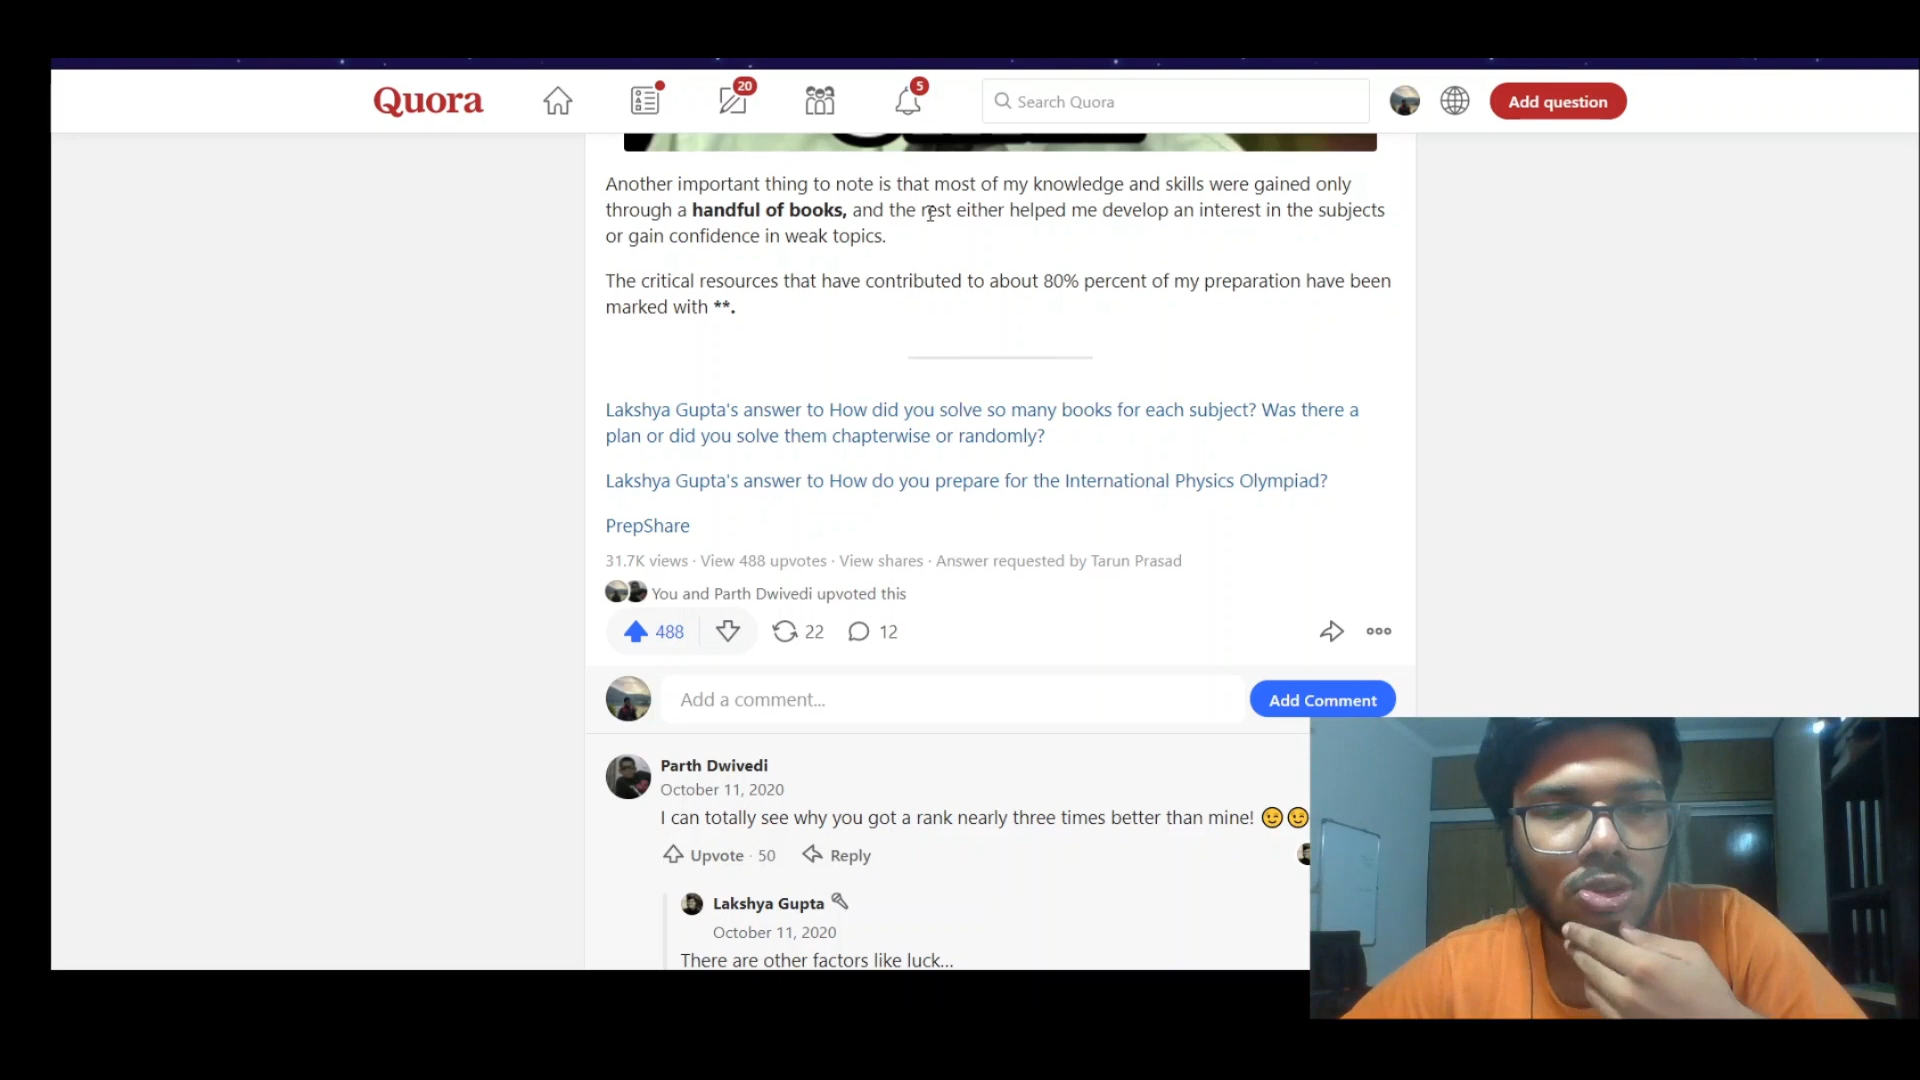 Quora
20
5
Search Quora
Add question
Another important thing to note is that most of my knowledge and skills were gained only
through a handful of books, and the rest either helped me develop an interest in the subjects
or gain confidence in weak topics.
The critical resources that have contributed to about 80% percent of my preparation have been
marked with **.
Lakshya Gupta's answer to How did you solve so many books for each subject? Was there a
plan or did you solve them chapterwise or randomly?
Lakshya Gupta's answer to How do you prepare for the International Physics Olympiad?
PrepShare
31.7K views · View 488 upvotes · View shares · Answer requested by Tarun Prasad
You and Parth Dwivedi upvoted this
488
22
12
Add a comment...
Add Comment
Parth Dwivedi
October 11, 2020
I can totally see why you got a rank nearly three times better than mine! 😉😉
Upvote · 50
Reply
Lakshya Gupta
October 11, 2020
There are other factors like luck...